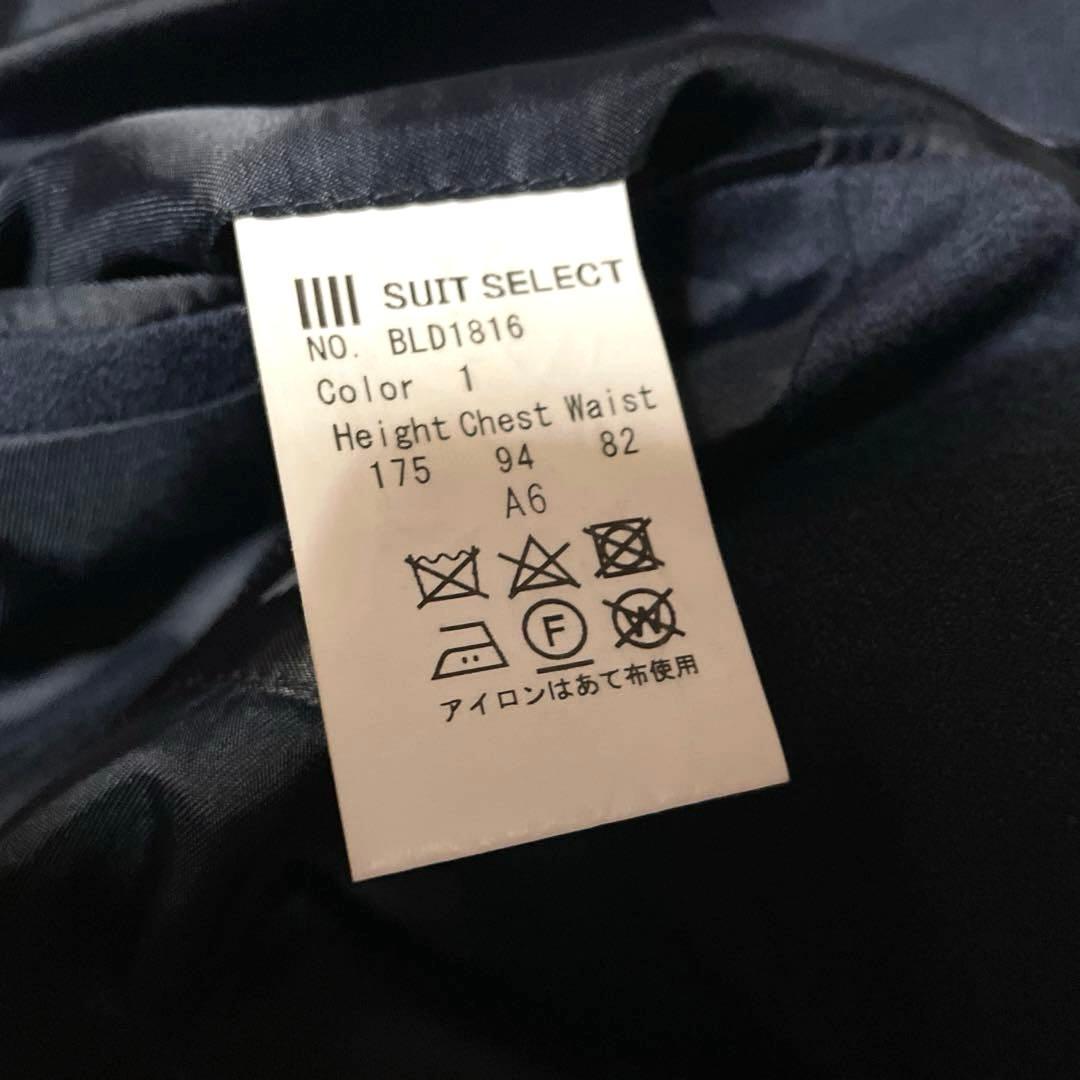 SUIT SELECT
NO. BLD1816
Color 1
Height Chest Waist
175 94 82
A6
F W
アイロンはあて布使用